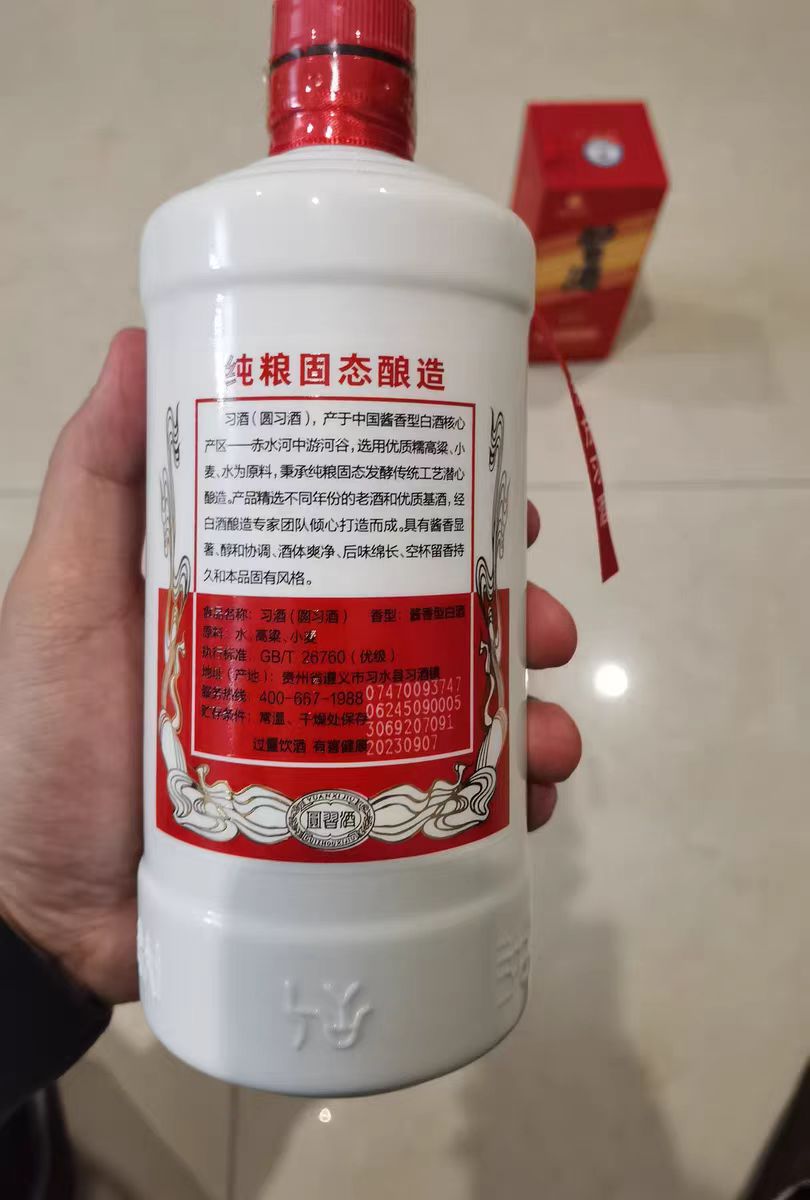 纯粮固态酿造
习酒（圆习酒），产于中国酱香型白酒核心
产区——赤水河中游河谷，选用优质糯高粱、小
麦、水为原料，秉承纯粮固态发酵传统工艺潜心
酿造。产品精选不同年份的老酒和优质基酒，经
白酒酿造专家团队倾心打造而成。具有酱香显
著、醇和协调、酒体爽净、后味绵长、空杯留香持
久和本品固有风格。
食品名称：习酒（圆习酒） 香型：酱香型白酒
原料：水、高粱、小麦
执行标准：GB/T 26760（优级）
地址（产地）：贵州省遵义市习水县习酒镇
服务热线：400-667-1988
贮存条件：常温、干燥处保存
过量饮酒 有害健康
07470093747
06245090005
3069207091
20230907
YUANXIJIU
圓習酒